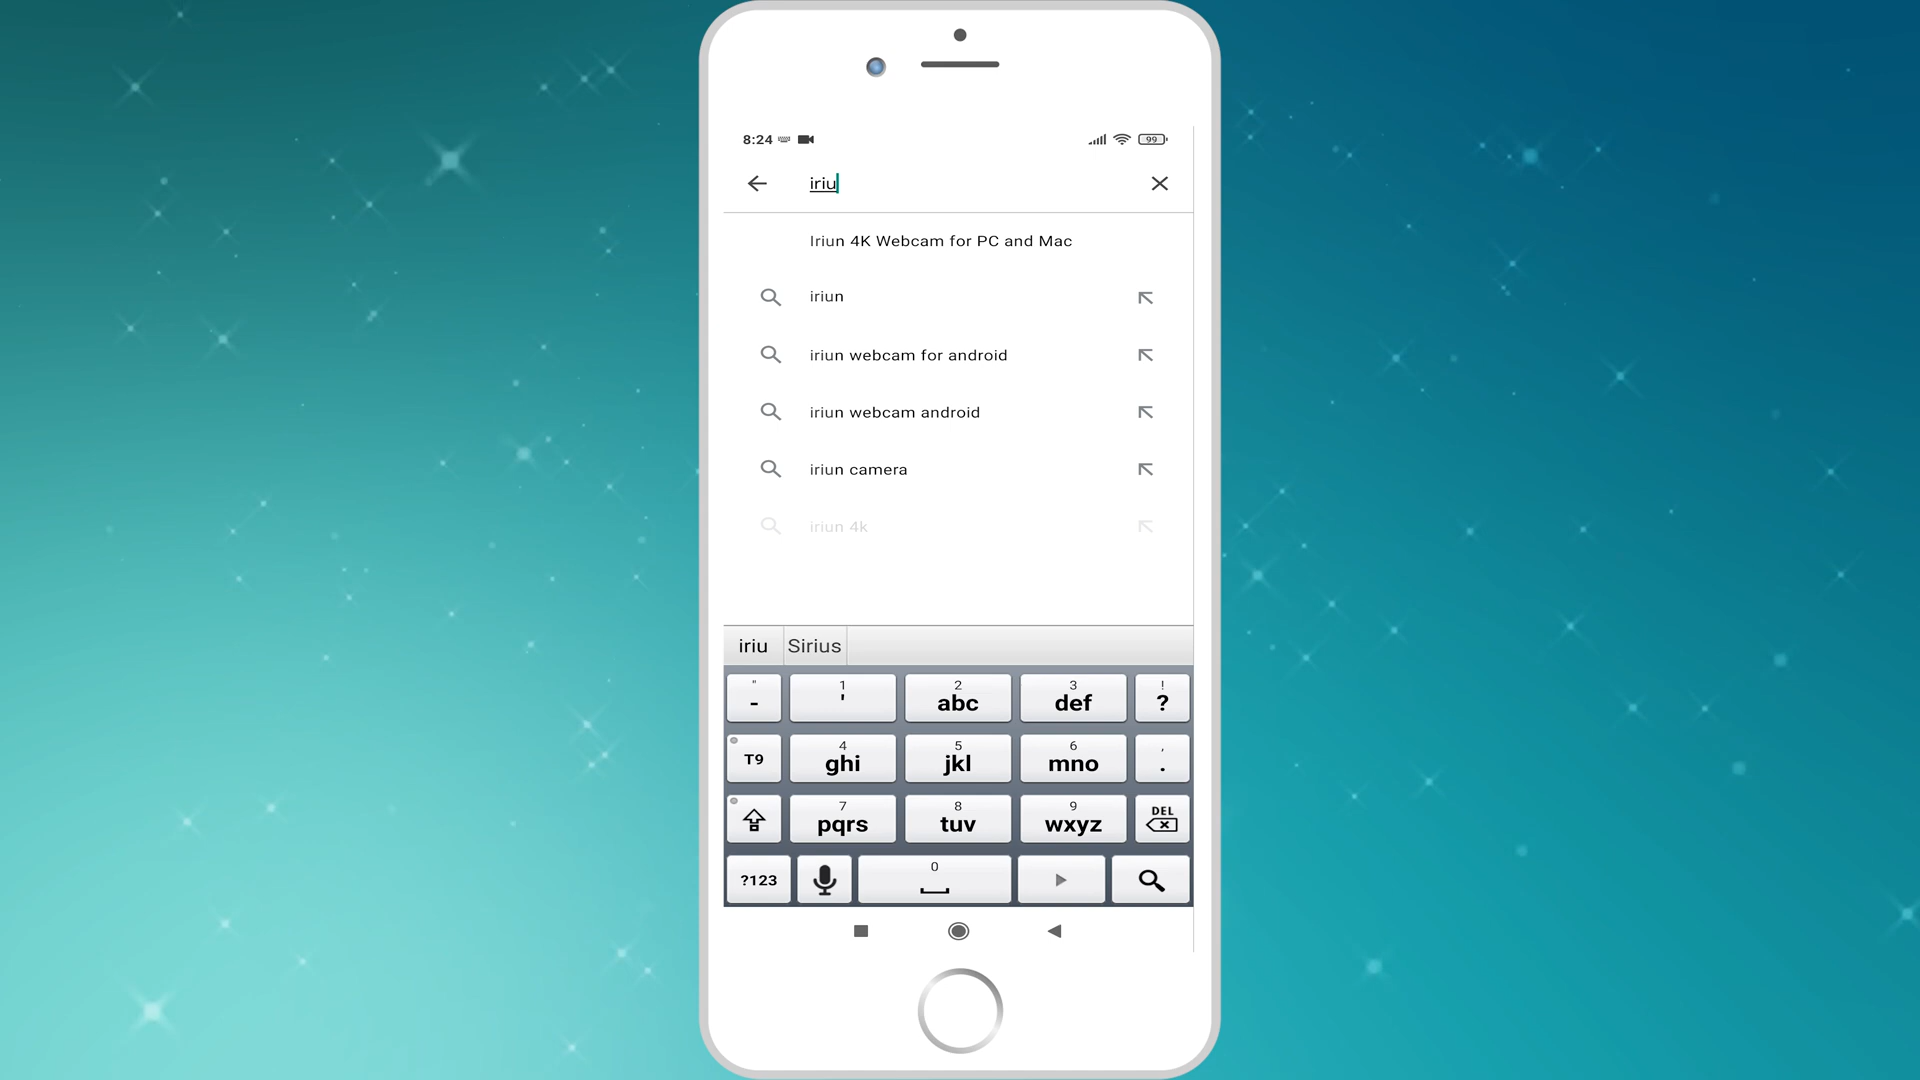 8:24 99
iriu
Iriun 4K Webcam for PC and Mac
iriun
iriun webcam for android
iriun webcam android
iriun camera
iriun 4k
iriu Sirius
" 1 2 3 !
- ' abc def ?
4 5 6 ,
T9 ghi jkl mno .
7 8 9 DEL
pqrs tuv wxyz
0
?123